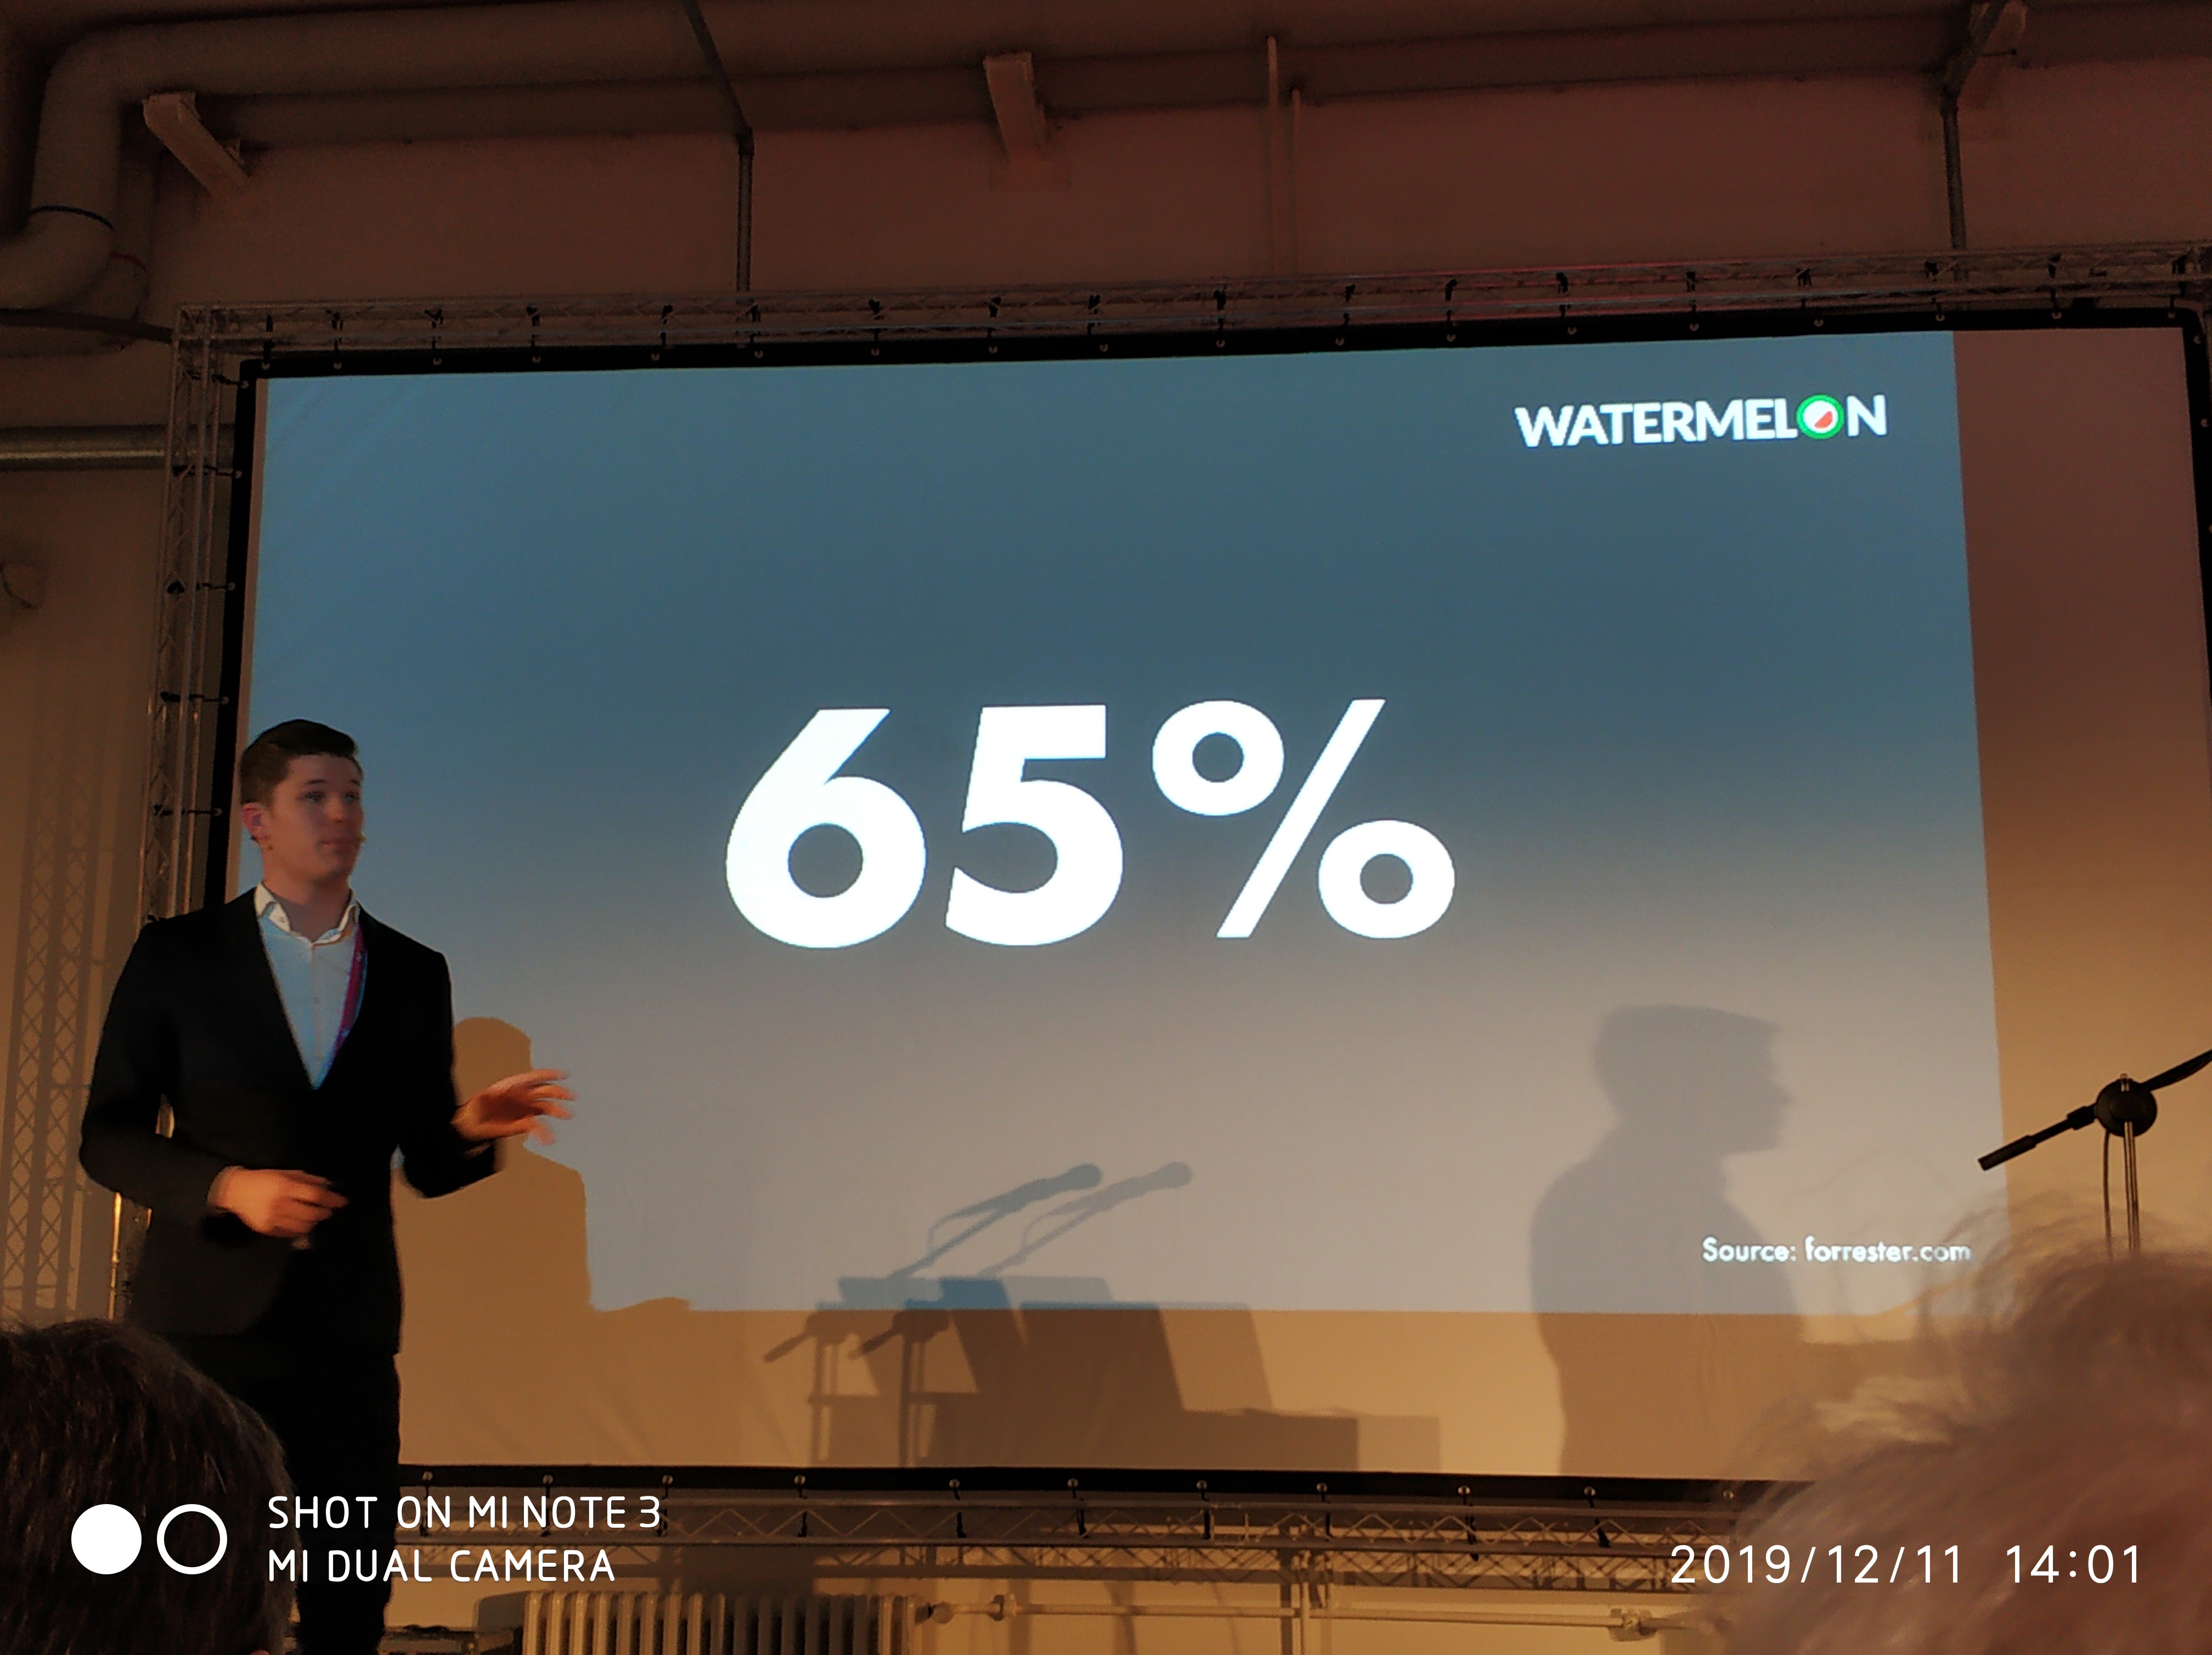 WATERMELON
65%
Source: forrester.com
SHOT ON MI NOTE 3
MI DUAL CAMERA
2019/12/11 14:01